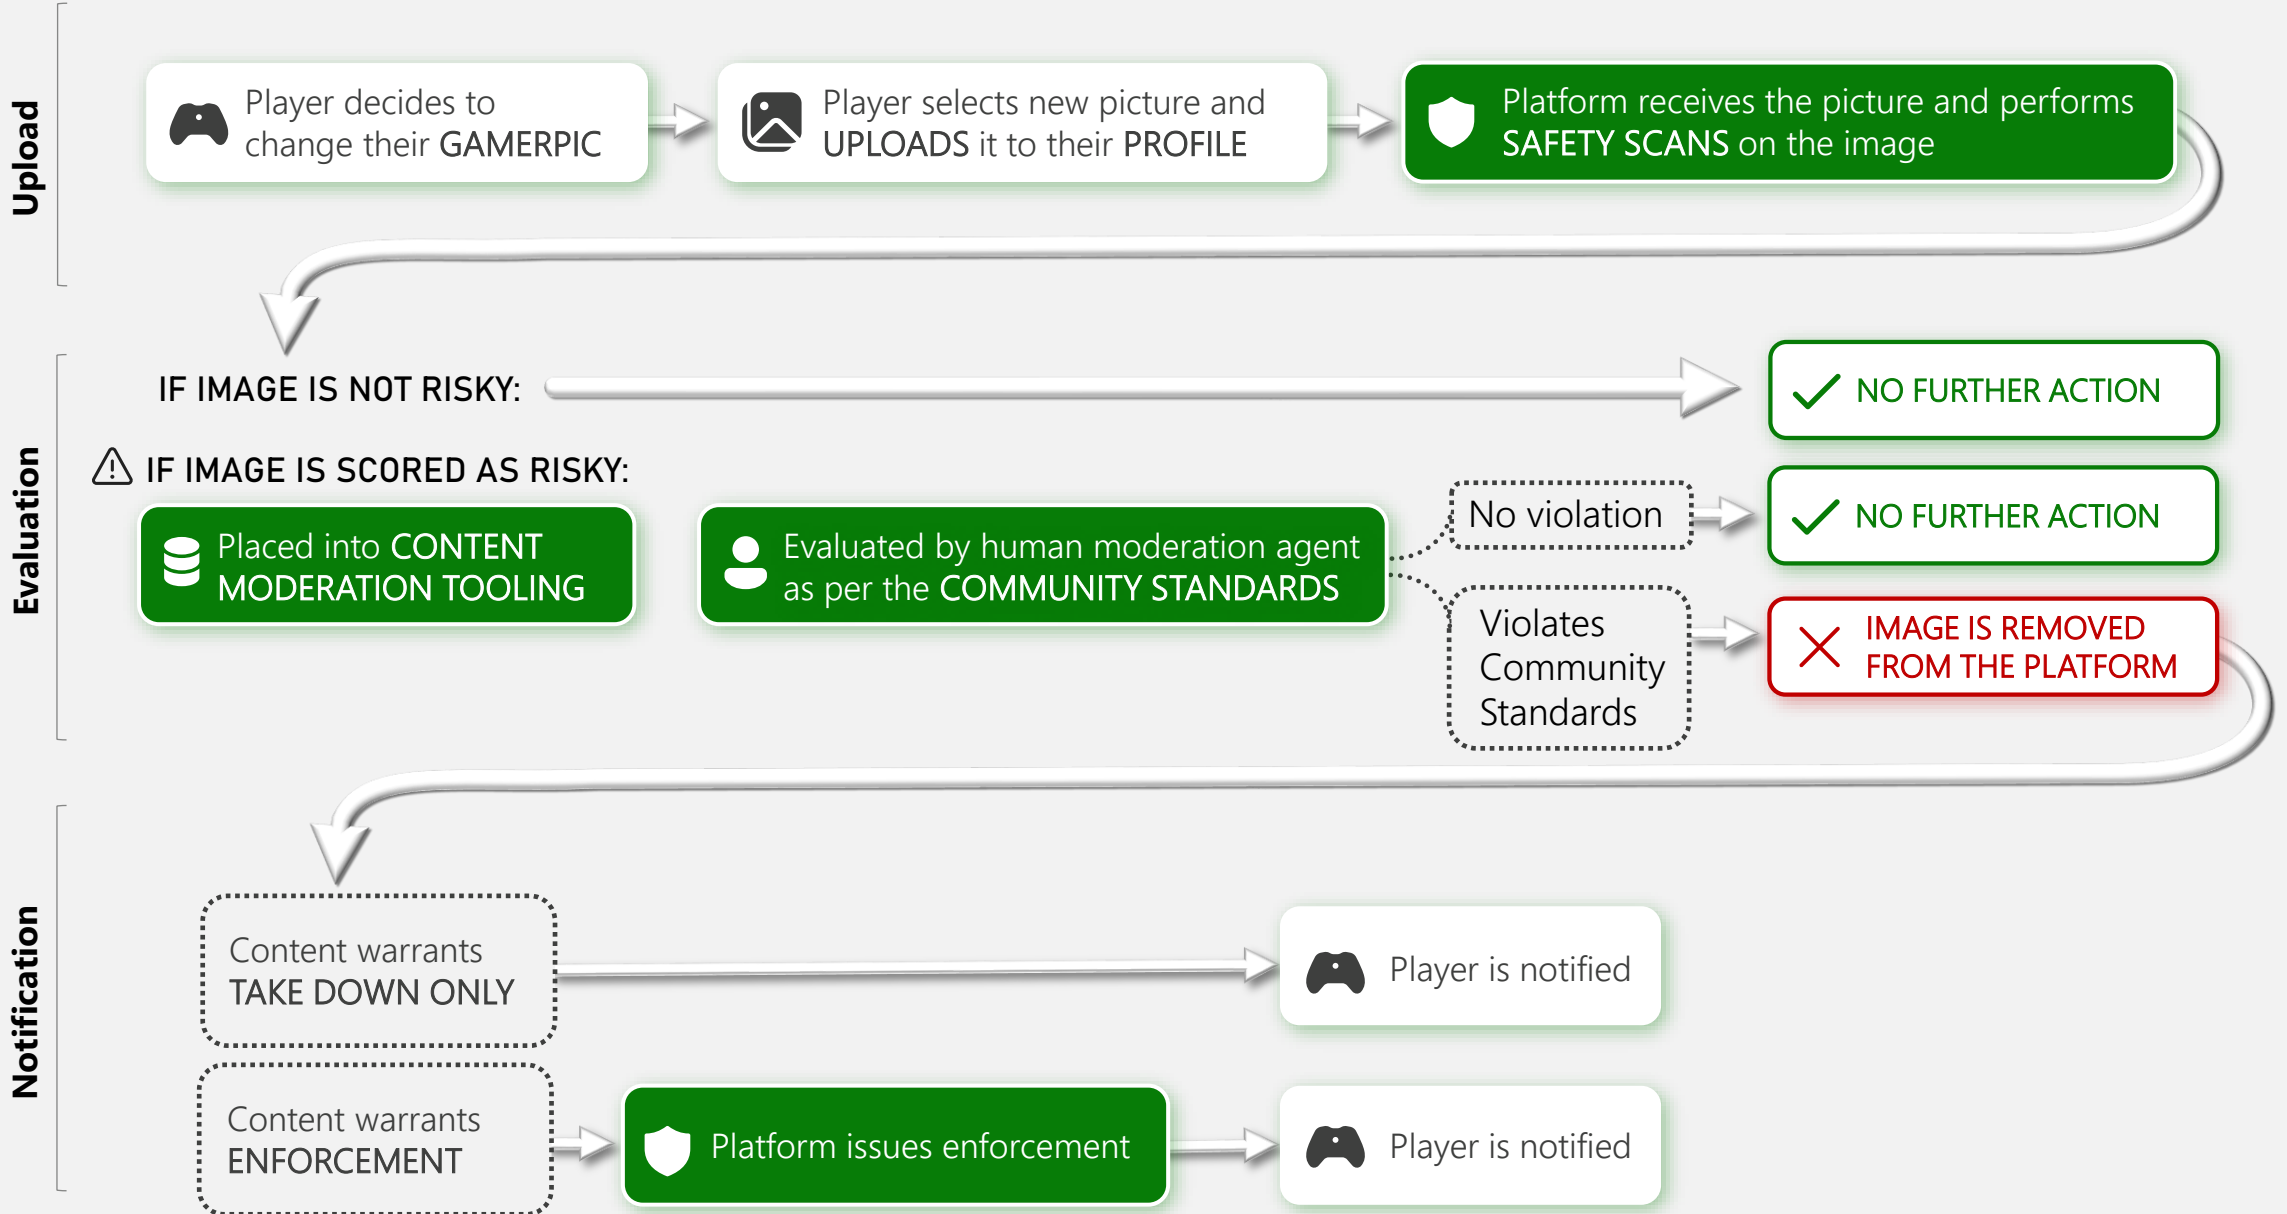 Upload
Player decides to
change their GAMERPIC
Player selects new picture and
UPLOADS it to their PROFILE
Platform receives the picture and performs
SAFETY SCANS on the image
Evaluation
IF IMAGE IS NOT RISKY:
NO FURTHER ACTION
IF IMAGE IS SCORED AS RISKY:
Placed into CONTENT
MODERATION TOOLING
Evaluated by human moderation agent
as per the COMMUNITY STANDARDS
No violation
NO FURTHER ACTION
Violates
Community
Standards
IMAGE IS REMOVED
FROM THE PLATFORM
Notification
Content warrants
TAKE DOWN ONLY
Player is notified
Content warrants
ENFORCEMENT
Platform issues enforcement
Player is notified